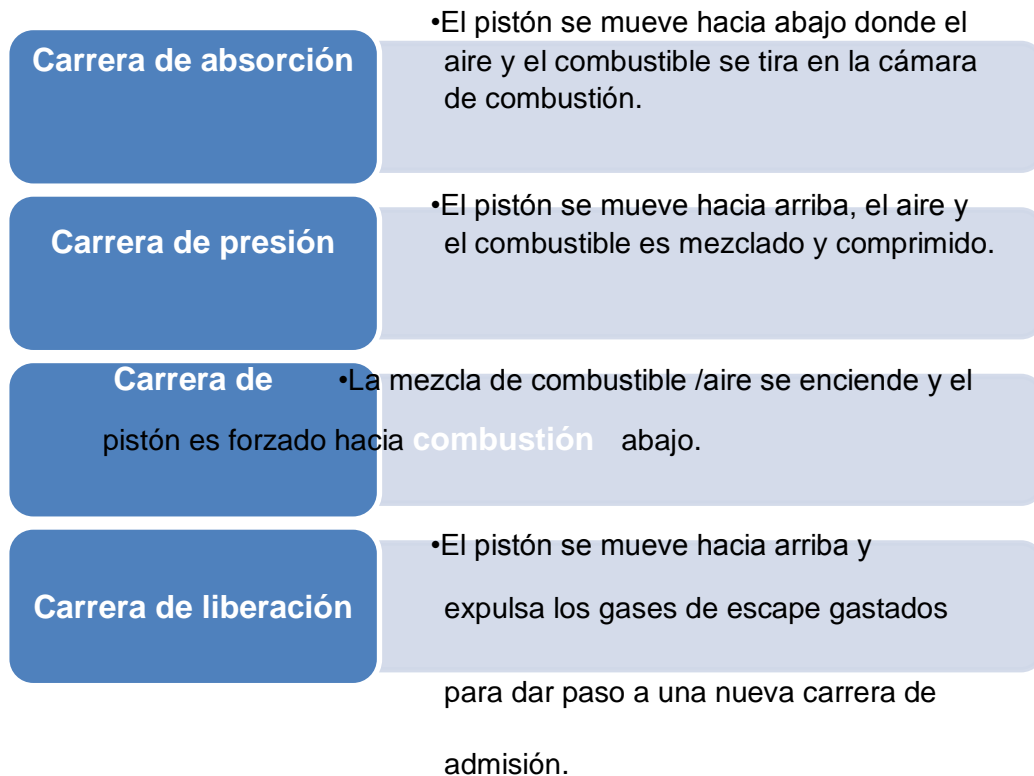 Carrera de absorción
•El pistón se mueve hacia abajo donde el
aire y el combustible se tira en la cámara
de combustión.
Carrera de presión
•El pistón se mueve hacia arriba, el aire y
el combustible es mezclado y comprimido.
Carrera de •La mezcla de combustible /aire se enciende y el
pistón es forzado hacia combustión abajo.
Carrera de liberación
•El pistón se mueve hacia arriba y
expulsa los gases de escape gastados
para dar paso a una nueva carrera de
admisión.